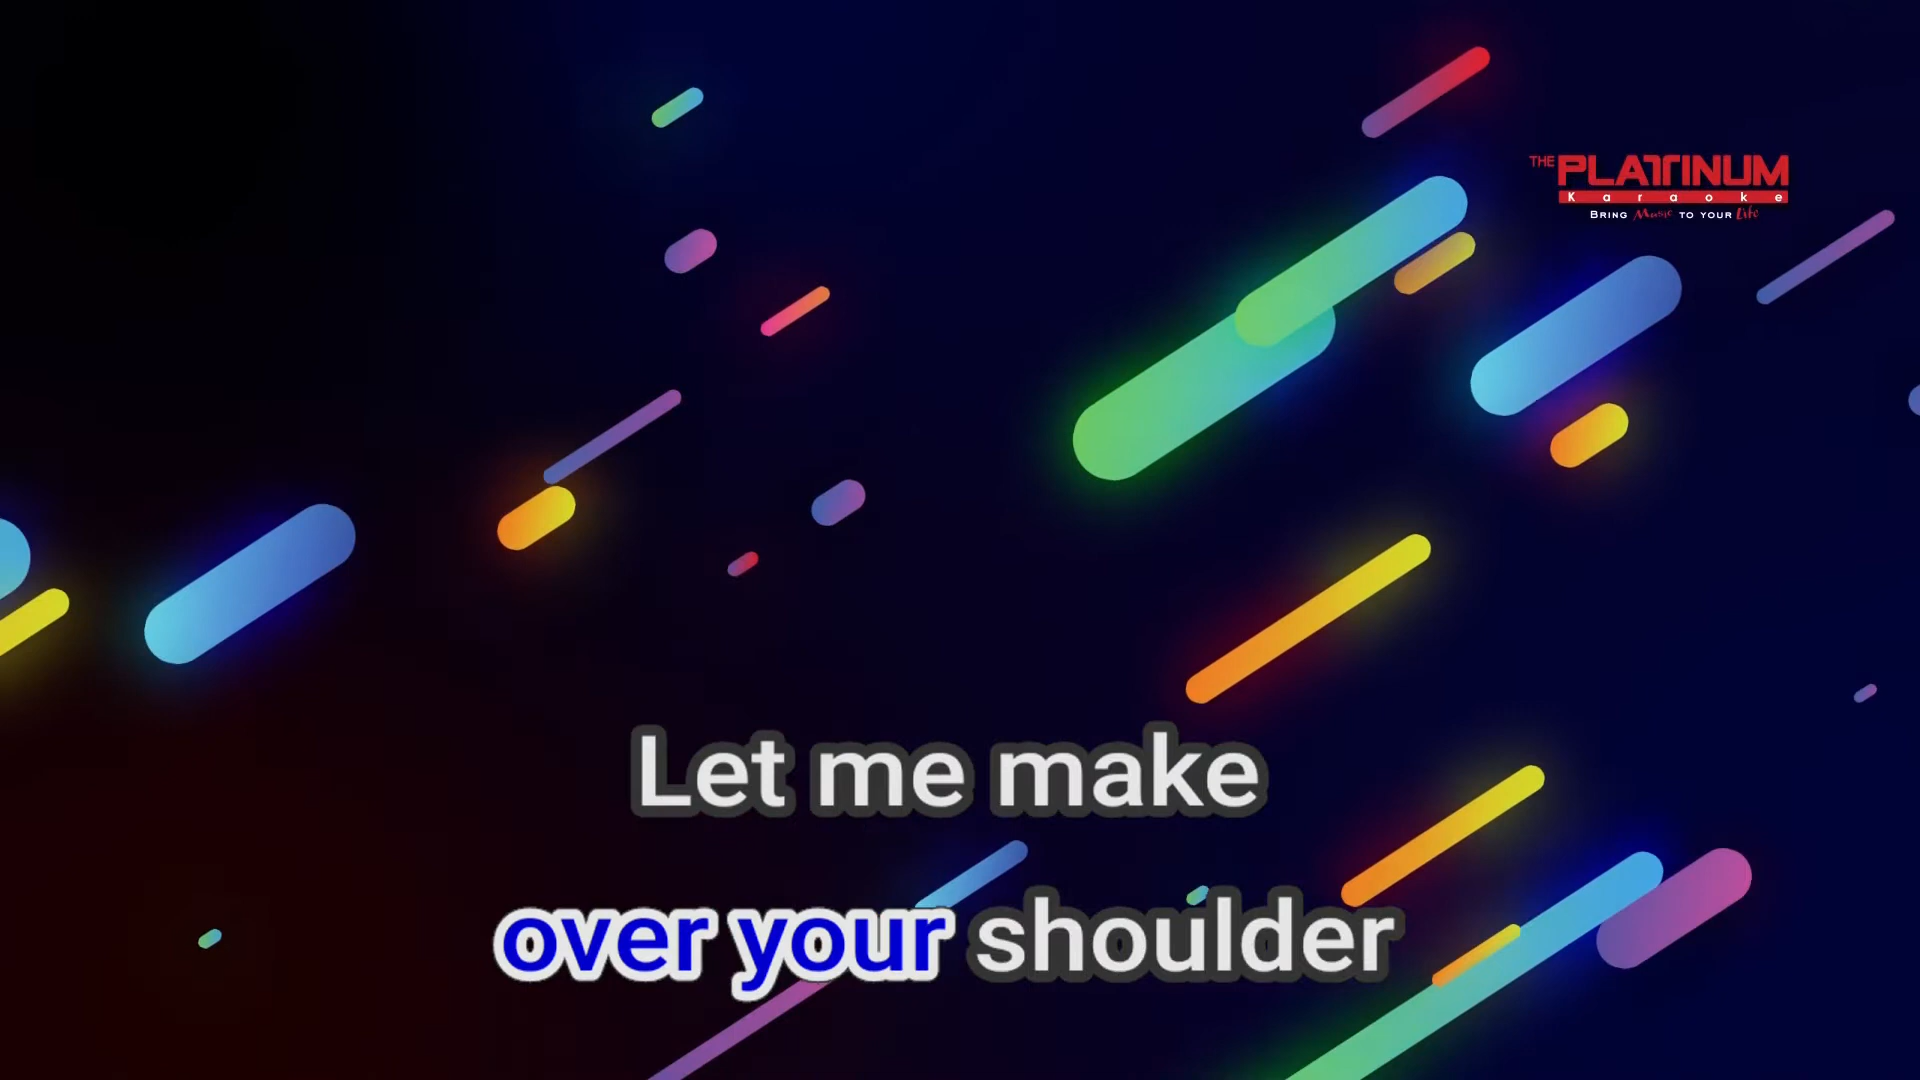 THE PLATINUM
Karaoke
BRING Music TO YOUR Life
Let me make
over your shoulder